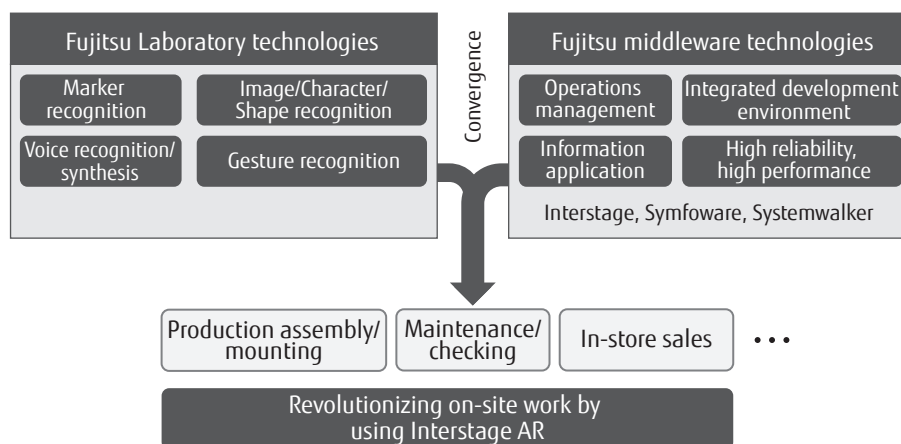 Fujitsu Laboratory technologies
Marker
recognition
Image/Character/
Shape recognition
Voice recognition/
synthesis
Gesture recognition
Convergence
Fujitsu middleware technologies
Operations
management
Integrated development
environment
Information
application
High reliability,
high performance
Interstage, Symfoware, Systemwalker
Production assembly/
mounting
Maintenance/
checking
In-store sales
•••
Revolutionizing on-site work by
using Interstage AR